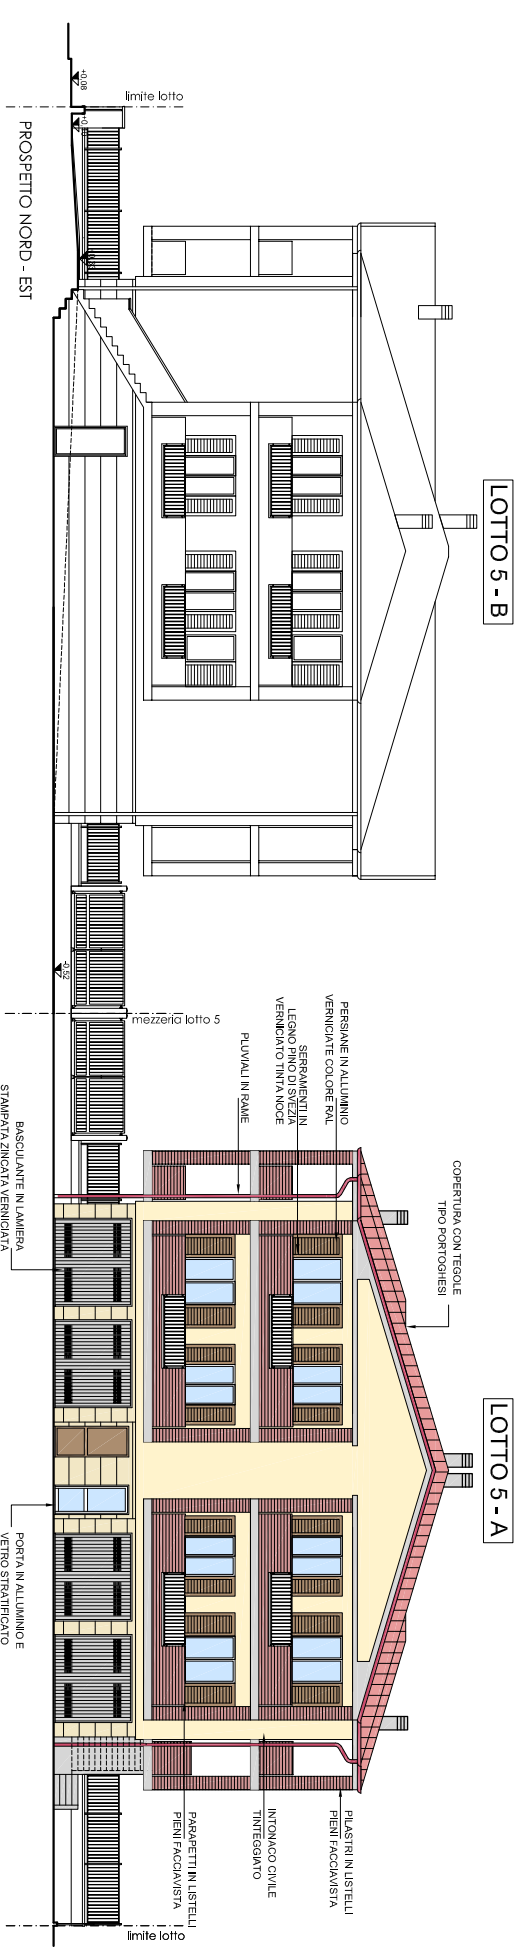 LOTTO 5 - B
LOTTO 5 - A
COPERTURA CON TEGOLE
TIPO PORTOGHESI
PERSIANE IN ALLUMINIO
VERNICIATE COLORE RAL
SERRAMENTI IN
LEGNO PINO DI SVEZIA
VERNICIATO TINTA NOCE
PLUVIALI IN RAME
PILASTRI IN LISTELLI
PIENI FACCIAVISTA
INTONACO CIVILE
TINTEGGIATO
PARAPETTI IN LISTELLI
PIENI FACCIAVISTA
limite lotto
mezzeria lotto 5
limite lotto
+0,08
-0,52
BASCULANTE IN LAMIERA
STAMPATA ZINCATA VERNICIATA
PORTA IN ALLUMINIO E
VETRO STRATIFICATO
PROSPETTO NORD - EST